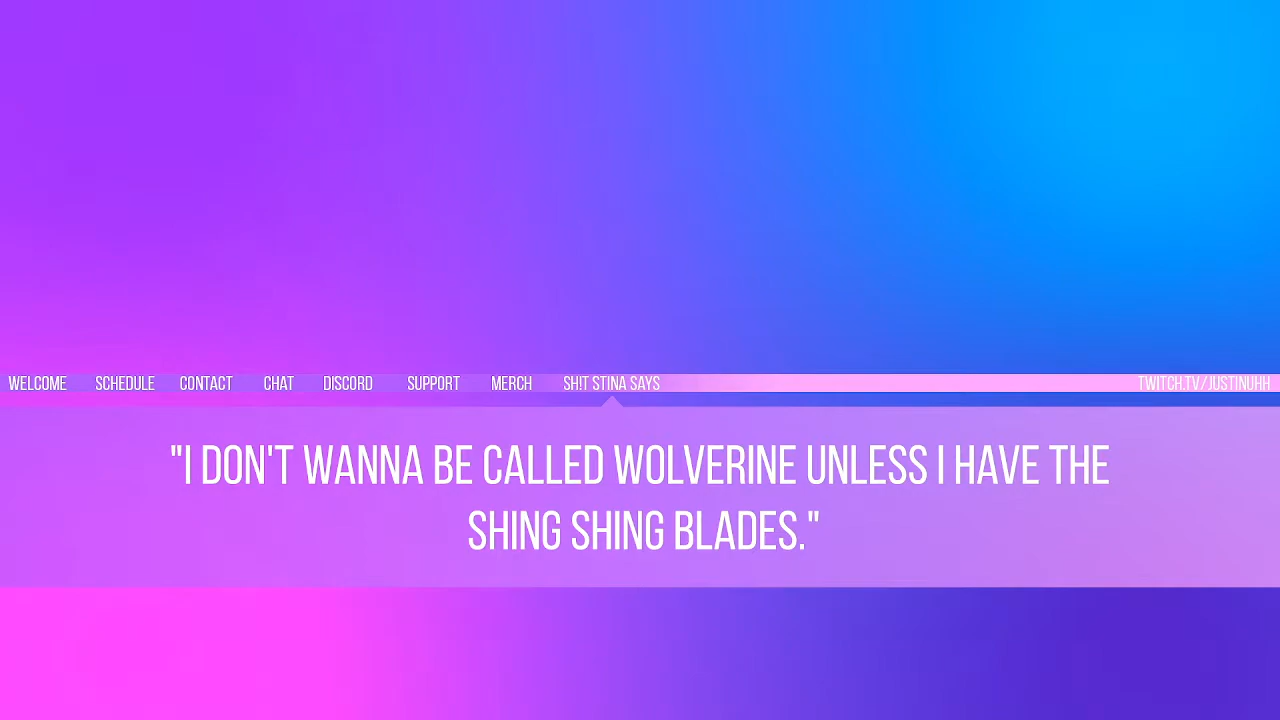 WELCOME SCHEDULE CONTACT CHAT DISCORD SUPPORT MERCH SH!T STINA SAYS TWITCH.TV/JUSTINUHH
"I DON'T WANNA BE CALLED WOLVERINE UNLESS I HAVE THE
SHING SHING BLADES."